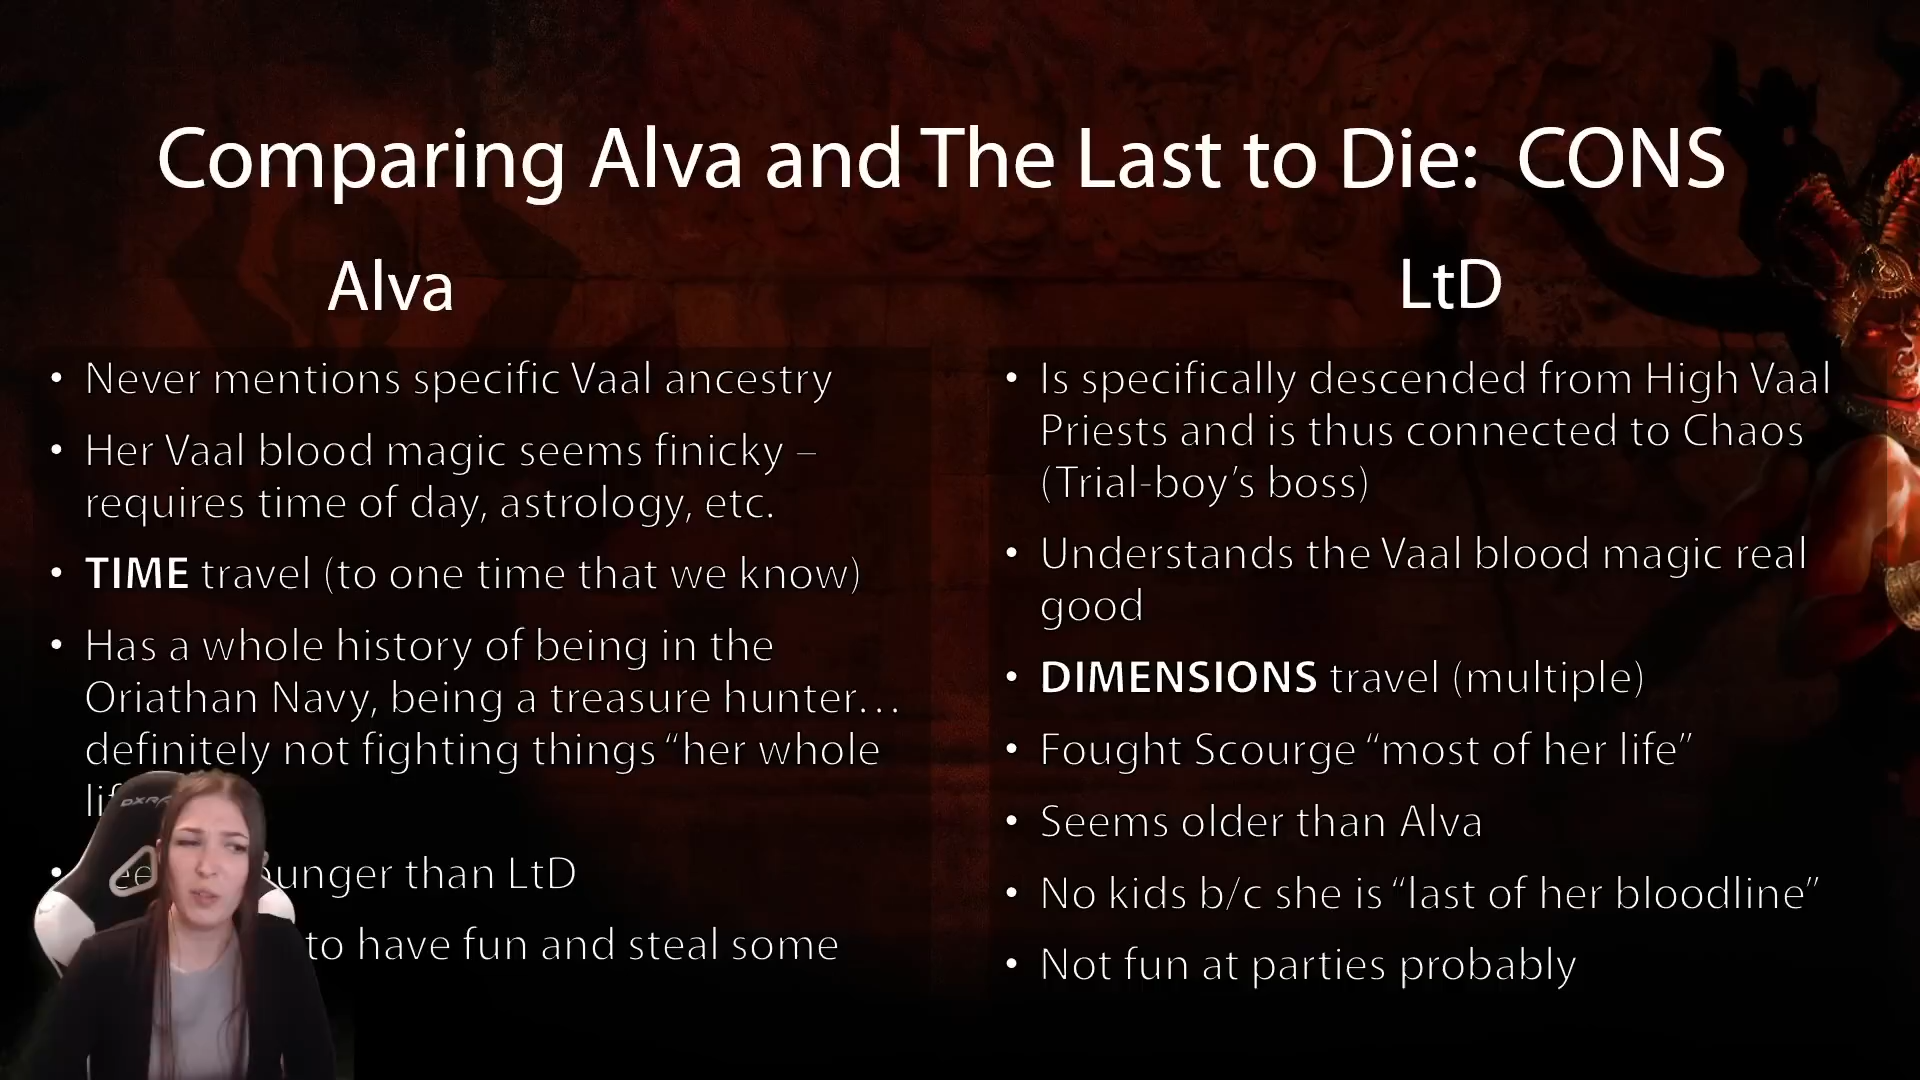 Comparing Alva and The Last to Die: CONS
Alva
• Never mentions specific Vaal ancestry
• Her Vaal blood magic seems finicky –
requires time of day, astrology, etc.
• TIME travel (to one time that we know)
• Has a whole history of being in the
Oriathan Navy, being a treasure hunter…
definitely not fighting things “her whole
• than LtD
to have fun and steal some
LtD
• Is specifically descended from High Vaal
Priests and is thus connected to Chaos
(Trial-boy’s boss)
• Understands the Vaal blood magic real
good
• DIMENSIONS travel (multiple)
• Fought Scourge “most of her life”
• Seems older than Alva
• No kids b/c she is “last of her bloodline”
• Not fun at parties probably